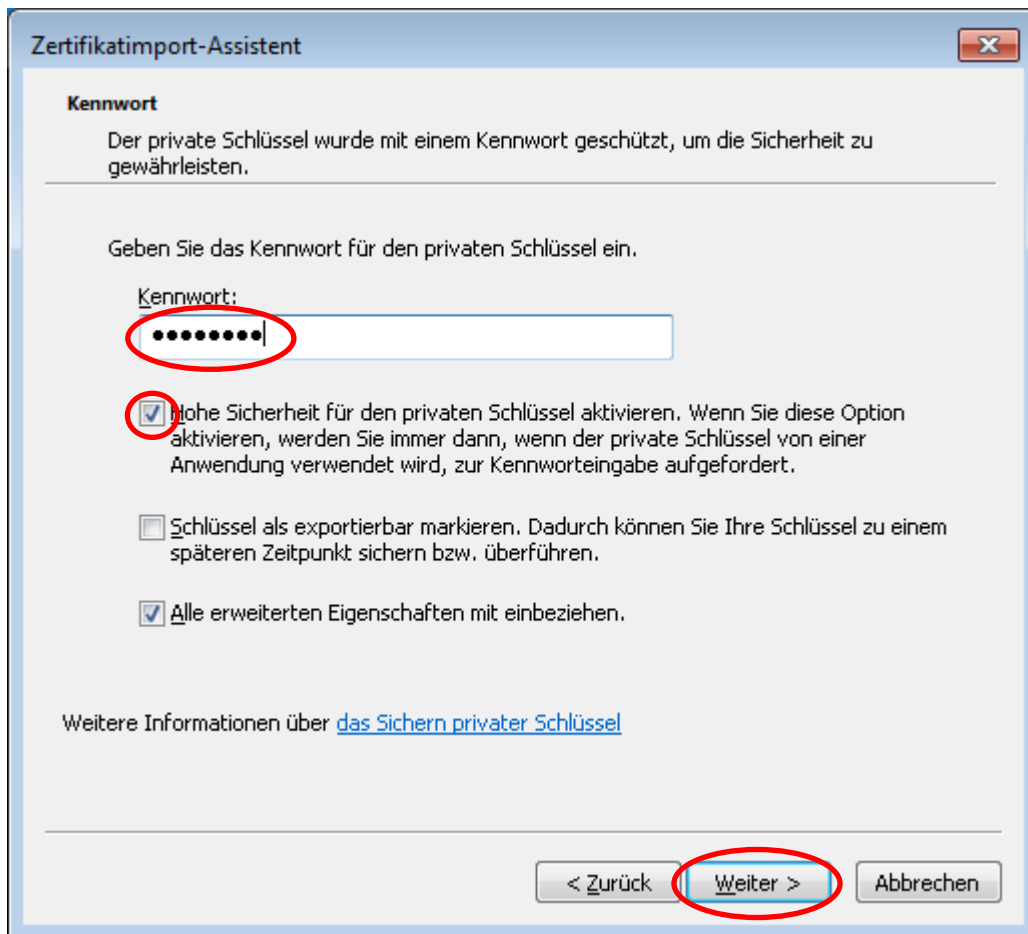 Zertifikatimport-Assistent
Kennwort
Der private Schlüssel wurde mit einem Kennwort geschützt, um die Sicherheit zu
gewährleisten.
Geben Sie das Kennwort für den privaten Schlüssel ein.
Kennwort:
••••••••
Hohe Sicherheit für den privaten Schlüssel aktivieren. Wenn Sie diese Option
aktivieren, werden Sie immer dann, wenn der private Schlüssel von einer
Anwendung verwendet wird, zur Kennworteingabe aufgefordert.
Schlüssel als exportierbar markieren. Dadurch können Sie Ihre Schlüssel zu einem
späteren Zeitpunkt sichern bzw. überführen.
Alle erweiterten Eigenschaften mit einbeziehen.
Weitere Informationen über das Sichern privater Schlüssel
< Zurück Weiter > Abbrechen